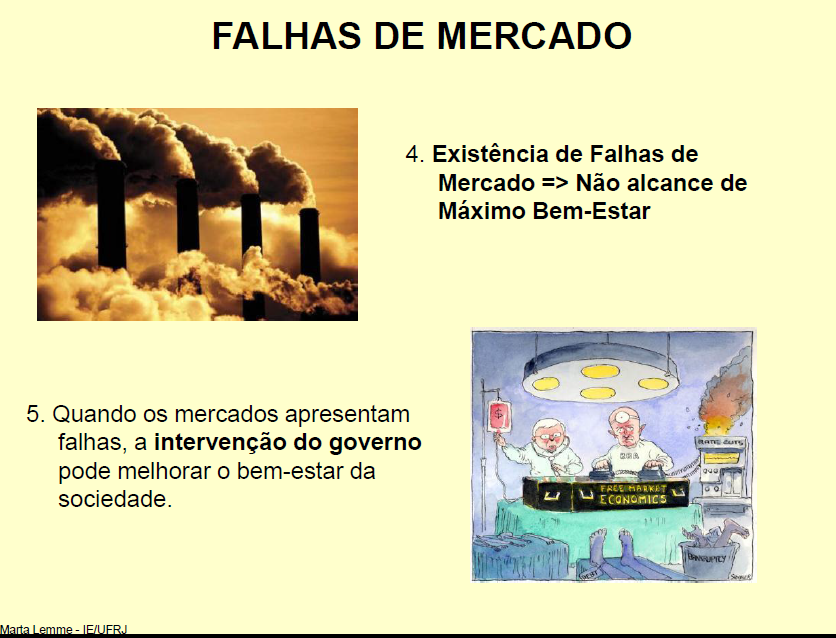 FALHAS DE MERCADO
4. Existência de Falhas de
Mercado => Não alcance de
Máximo Bem-Estar
5. Quando os mercados apresentam
falhas, a intervenção do governo
pode melhorar o bem-estar da
sociedade.
$
RBA
RATE CUTS
FREE MARKET
ECONOMICS
BANKRUPTCY
Marta Lemme - IE/UFRJ